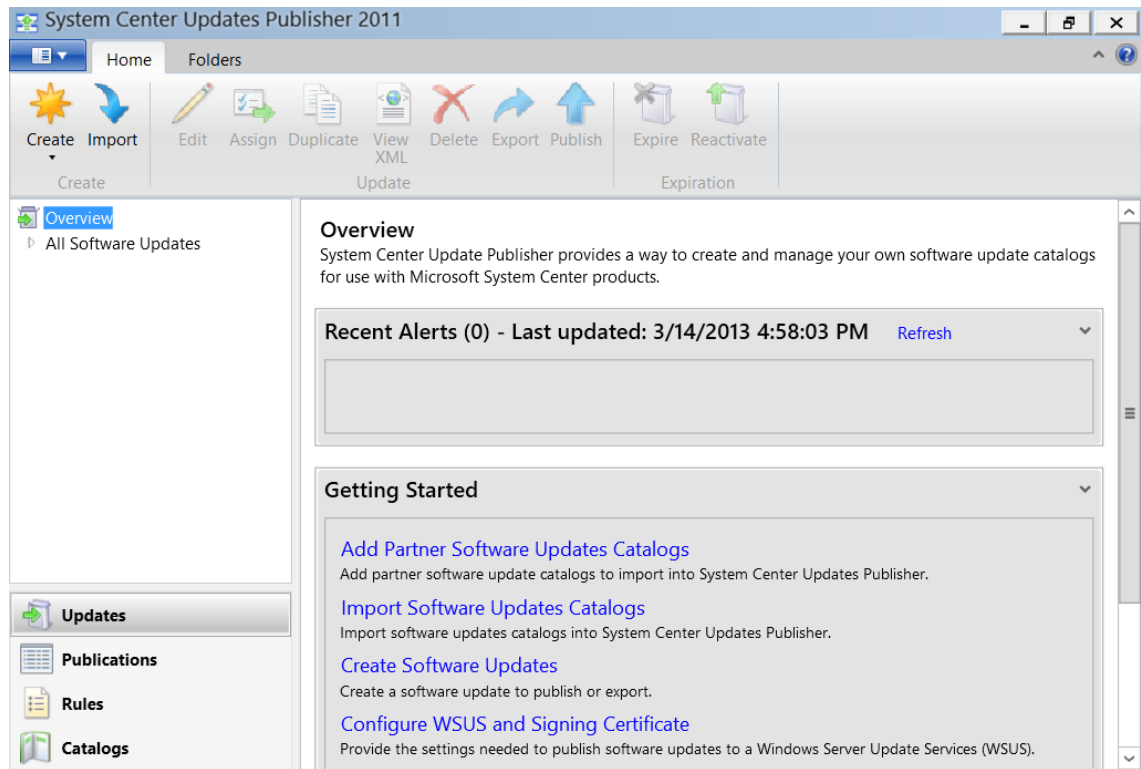 System Center Updates Publisher 2011
Home Folders
Create Import Edit Assign Duplicate View XML Delete Export Publish Expire Reactivate
Create Update Expiration
Overview
All Software Updates
Updates
Publications
Rules
Catalogs
Overview
System Center Update Publisher provides a way to create and manage your own software update catalogs
for use with Microsoft System Center products.
Recent Alerts (0) - Last updated: 3/14/2013 4:58:03 PM Refresh
Getting Started
Add Partner Software Updates Catalogs
Add partner software update catalogs to import into System Center Updates Publisher.
Import Software Updates Catalogs
Import software updates catalogs into System Center Updates Publisher.
Create Software Updates
Create a software update to publish or export.
Configure WSUS and Signing Certificate
Provide the settings needed to publish software updates to a Windows Server Update Services (WSUS).